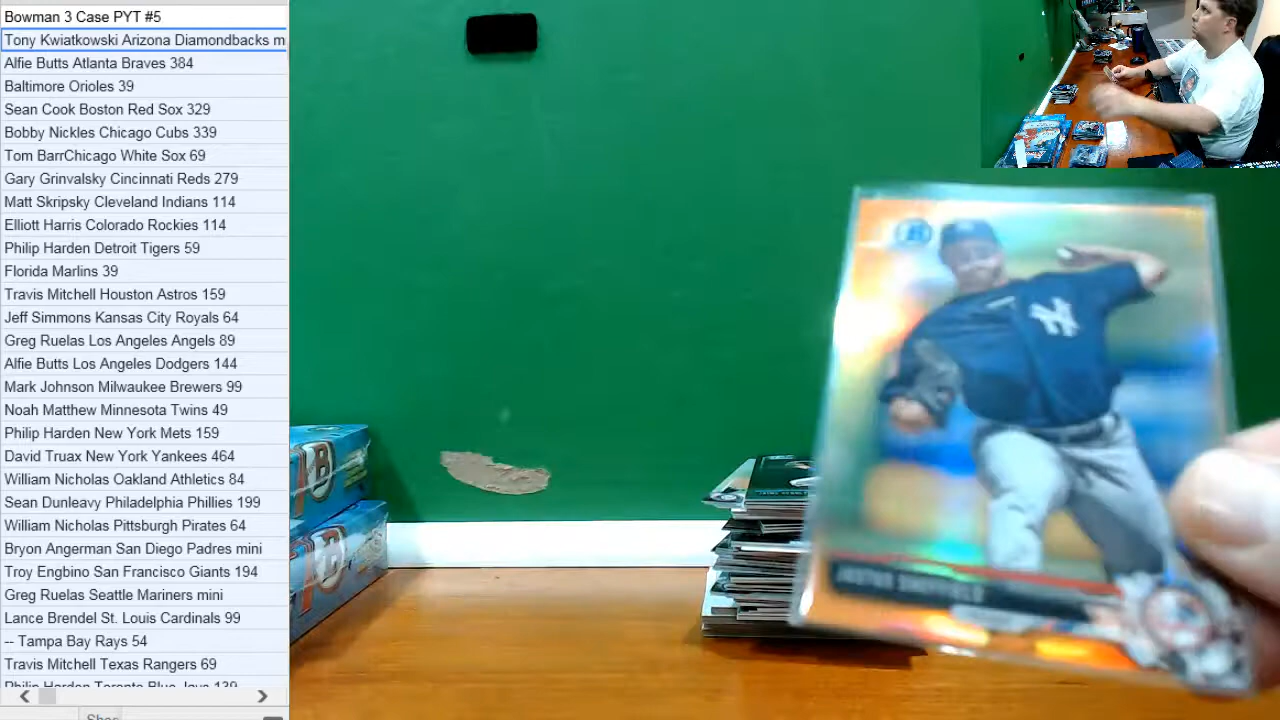 Bowman 3 Case PYT #5
Tony Kwiatkowski Arizona Diamondbacks m
Alfie Butts Atlanta Braves 384
Baltimore Orioles 39
Sean Cook Boston Red Sox 329
Bobby Nickles Chicago Cubs 339
Tom BarrChicago White Sox 69
Gary Grinvalsky Cincinnati Reds 279
Matt Skripsky Cleveland Indians 114
Elliott Harris Colorado Rockies 114
Philip Harden Detroit Tigers 59
Florida Marlins 39
Travis Mitchell Houston Astros 159
Jeff Simmons Kansas City Royals 64
Greg Ruelas Los Angeles Angels 89
Alfie Butts Los Angeles Dodgers 144
Mark Johnson Milwaukee Brewers 99
Noah Matthew Minnesota Twins 49
Philip Harden New York Mets 159
David Truax New York Yankees 464
William Nicholas Oakland Athletics 84
Sean Dunleavy Philadelphia Phillies 199
William Nicholas Pittsburgh Pirates 64
Bryon Angerman San Diego Padres mini
Troy Engbino San Francisco Giants 194
Greg Ruelas Seattle Mariners mini
Lance Brendel St. Louis Cardinals 99
-- Tampa Bay Rays 54
Travis Mitchell Texas Rangers 69
Philip Harden Toronto Blue Jays 139
B